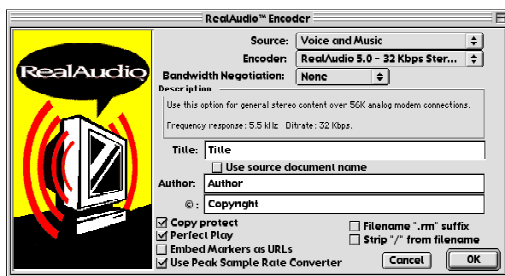 RealAudio™ Encoder
RealAudio
Source: Voice and Music
Encoder: RealAudio 5.0 - 32 Kbps Ster...
Bandwidth Negotiation: None
Description
Use this option for general stereo content over 56K analog modem connections.
Frequency response: 5.5 kHz Bitrate: 32 Kbps.
Title: Title
Use source document name
Author: Author
©: Copyright
Copy protect
Perfect Play
Embed Markers as URLs
Use Peak Sample Rate Converter
Filename ".rm" suffix
Strip "/" from filename
Cancel OK